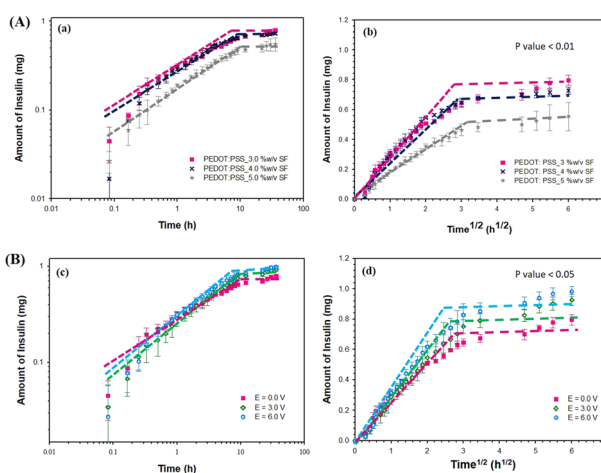 (A)
(a)
Amount of Insulin (mg)
1
0.1
0.01
PEDOT:PSS_3.0 %w/v SF
PEDOT:PSS_4.0 %w/v SF
PEDOT:PSS_5.0 %w/v SF
0.01 0.1 1 10 100
Time (h)
(b)
P value < 0.01
Amount of Insulin (mg)
1.2
1.0
0.8
0.6
0.4
0.2
0.0
PEDOT: PSS_3 %w/v SF
PEDOT: PSS_4 %w/v SF
PEDOT: PSS_5 %w/v SF
0 1 2 3 4 5 6 7
Time1/2 (h1/2)
(B)
(c)
Amount of Insulin (mg)
1
0.1
E = 0.0 V
E = 3.0 V
E = 6.0 V
0.01 0.1 1 10 100
Time (h)
(d)
P value < 0.05
Amount of Insulin (mg)
1.2
1.0
0.8
0.6
0.4
0.2
0.0
E = 0.0 V
E = 3.0 V
E = 6.0 V
0 1 2 3 4 5 6 7
Time1/2 (h1/2)